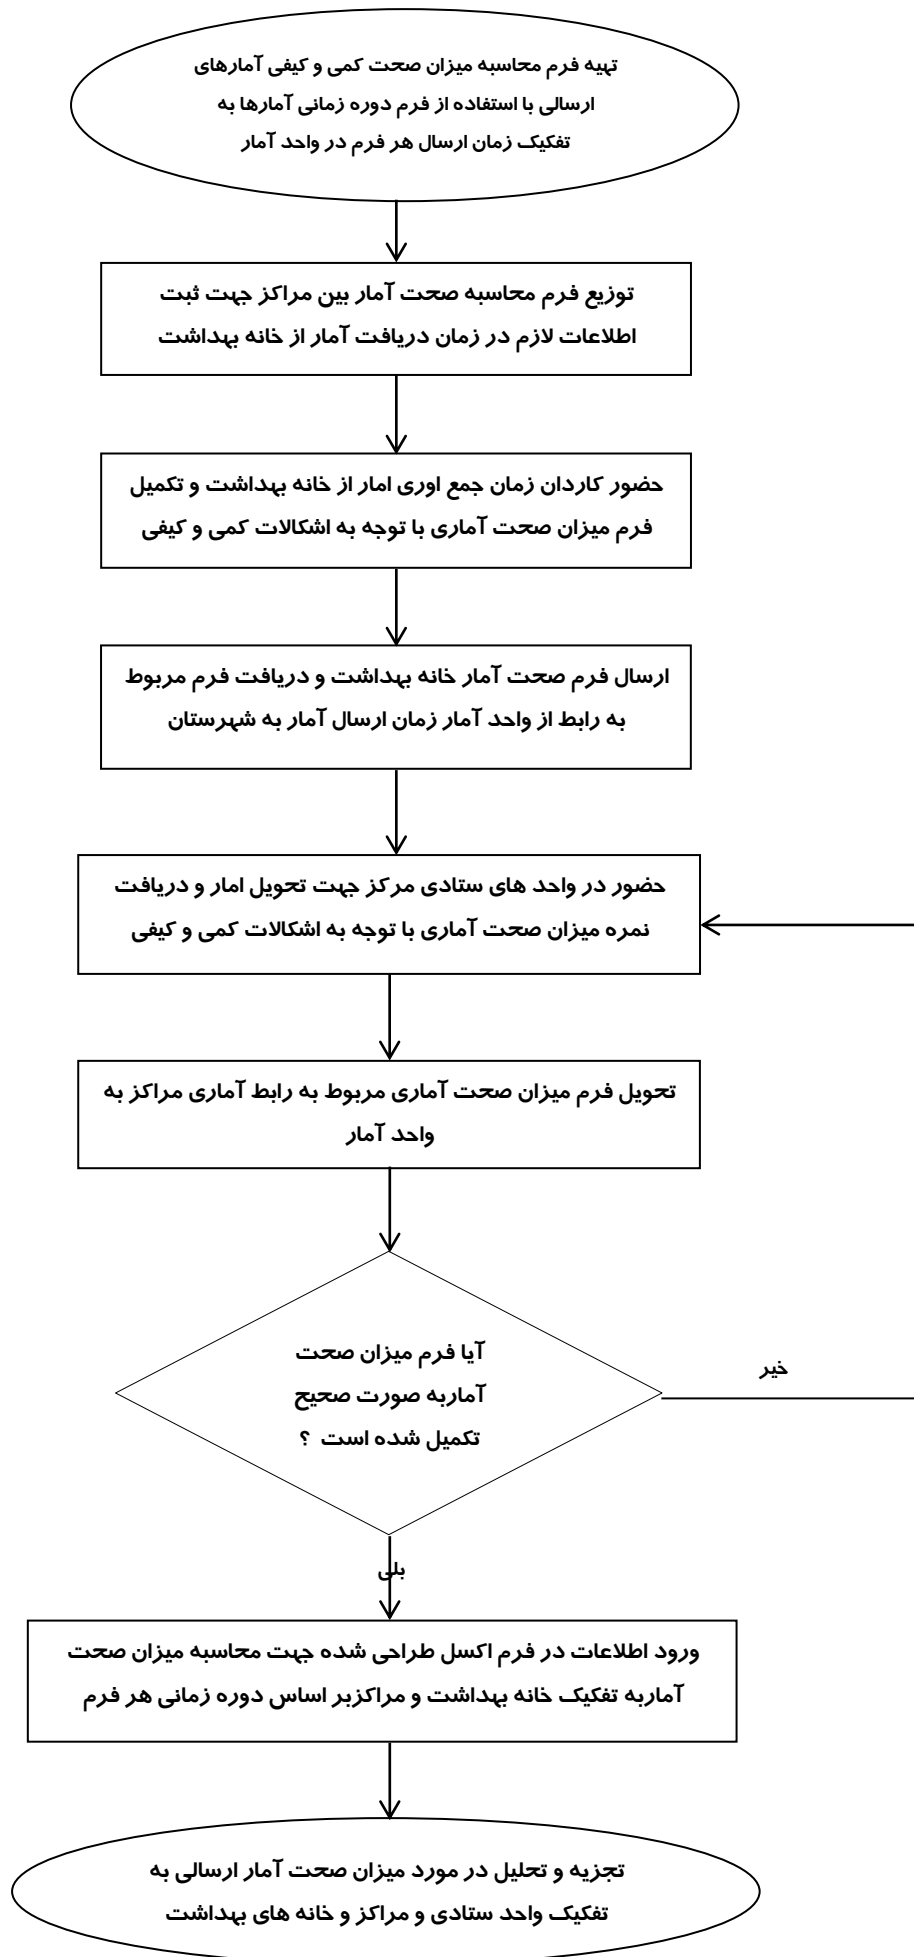 تهیه فرم محاسبه میزان صحت کمی و کیفی آمارهای
ارسالی با استفاده از فرم دوره زمانی آمارها به
تفکیک زمان ارسال هر فرم در واحد آمار
توزیع فرم محاسبه صحت آمار بین مراکز جهت ثبت
اطلاعات لازم در زمان دریافت آمار از خانه بهداشت
حضور کاردان زمان جمع اوری امار از خانه بهداشت و تکمیل
فرم میزان صحت آماری با توجه به اشکالات کمی و کیفی
ارسال فرم صحت آمار خانه بهداشت و دریافت فرم مربوط
به رابط از واحد آمار زمان ارسال آمار به شهرستان
حضور در واحد های ستادی مرکز جهت تحویل امار و دریافت
نمره میزان صحت آماری با توجه به اشکالات کمی و کیفی
تحویل فرم میزان صحت آماری مربوط به رابط آماری مراکز به
واحد آمار
آیا فرم میزان صحت
آماربه صورت صحیح
تکمیل شده است ؟
خیر
بلی
ورود اطلاعات در فرم اکسل طراحی شده جهت محاسبه میزان صحت
آماربه تفکیک خانه بهداشت و مراکزبر اساس دوره زمانی هر فرم
تجزیه و تحلیل در مورد میزان صحت آمار ارسالی به
تفکیک واحد ستادی و مراکز و خانه های بهداشت